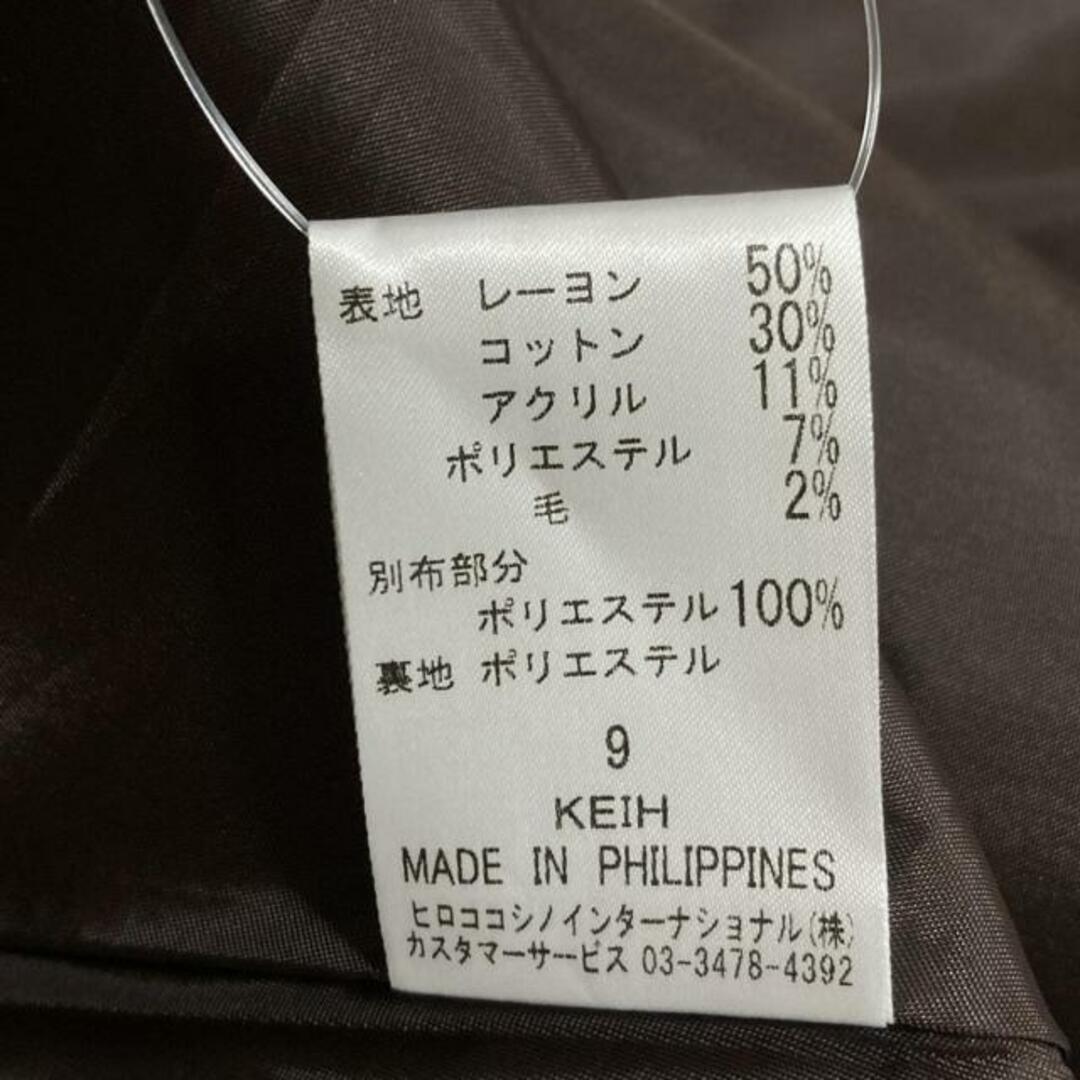 表地 レーヨン 50%
コットン 30%
アクリル 11%
ポリエステル 7%
毛 2%
別布部分
ポリエステル 100%
裏地 ポリエステル
9
KEIH
MADE IN PHILIPPINES
ヒロココシノインターナショナル(株)
カスタマーサービス 03-3478-4392